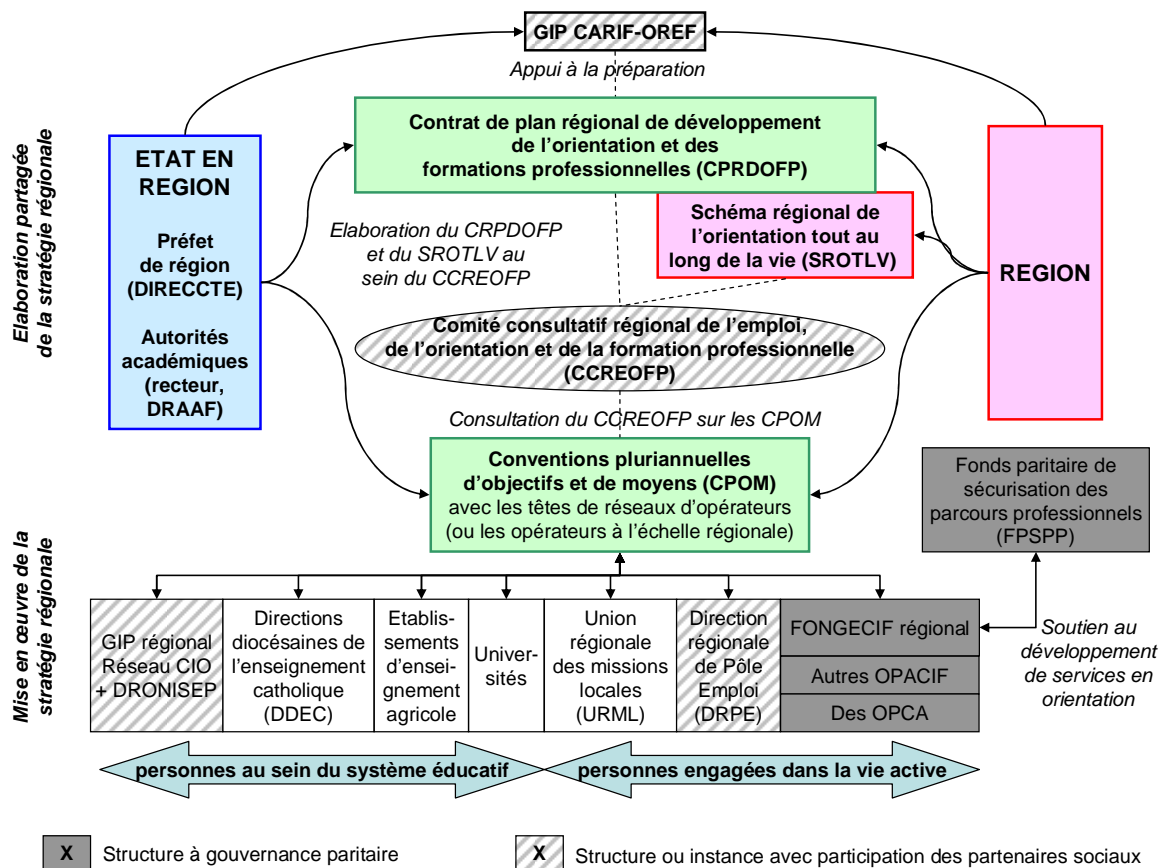 GIP CARIF-OREF
Appui à la préparation
Elaboration partagée
de la stratégie régionale
ETAT EN
REGION
Préfet
de région
(DIRECCTE)
Autorités
académiques
(recteur,
DRAAF)
Contrat de plan régional de développement
de l'orientation et des
formations professionnelles (CPRDOFP)
Schéma régional de
l'orientation tout au
long de la vie (SROTLV)
REGION
Elaboration du CRPDOFP
et du SROTLV au
sein du CCREOFP
Comité consultatif régional de l'emploi,
de l'orientation et de la formation professionnelle
(CCREOFP)
Consultation du CCREOFP sur les CPOM
Conventions pluriannuelles
d'objectifs et de moyens (CPOM)
avec les têtes de réseaux d'opérateurs
(ou les opérateurs à l'échelle régionale)
Fonds paritaire de
sécurisation des
parcours professionnels
(FPSPP)
Mise en œuvre de la
stratégie régionale
GIP régional
Réseau CIO
+ DRONISEP
Directions
diocésaines de
l'enseignement
catholique
(DDEC)
Etablis-
sements
d'ensei-
gnement
agricole
Univer-
sités
Union
régionale
des missions
locales
(URML)
Direction
régionale
de Pôle
Emploi
(DRPE)
FONGECIF régional
Autres OPACIF
Des OPCA
Soutien au
développement
de services en
orientation
personnes au sein du système éducatif
personnes engagées dans la vie active
X Structure à gouvernance paritaire
X Structure ou instance avec participation des partenaires sociaux